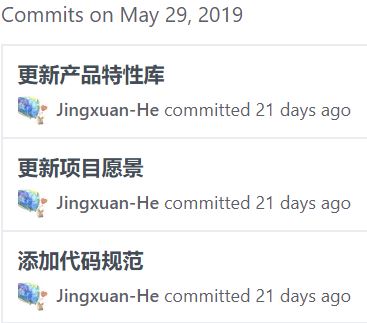 Commits on May 29, 2019
更新产品特性库
Jingxuan-He committed 21 days ago
更新项目愿景
Jingxuan-He committed 21 days ago
添加代码规范
Jingxuan-He committed 21 days ago